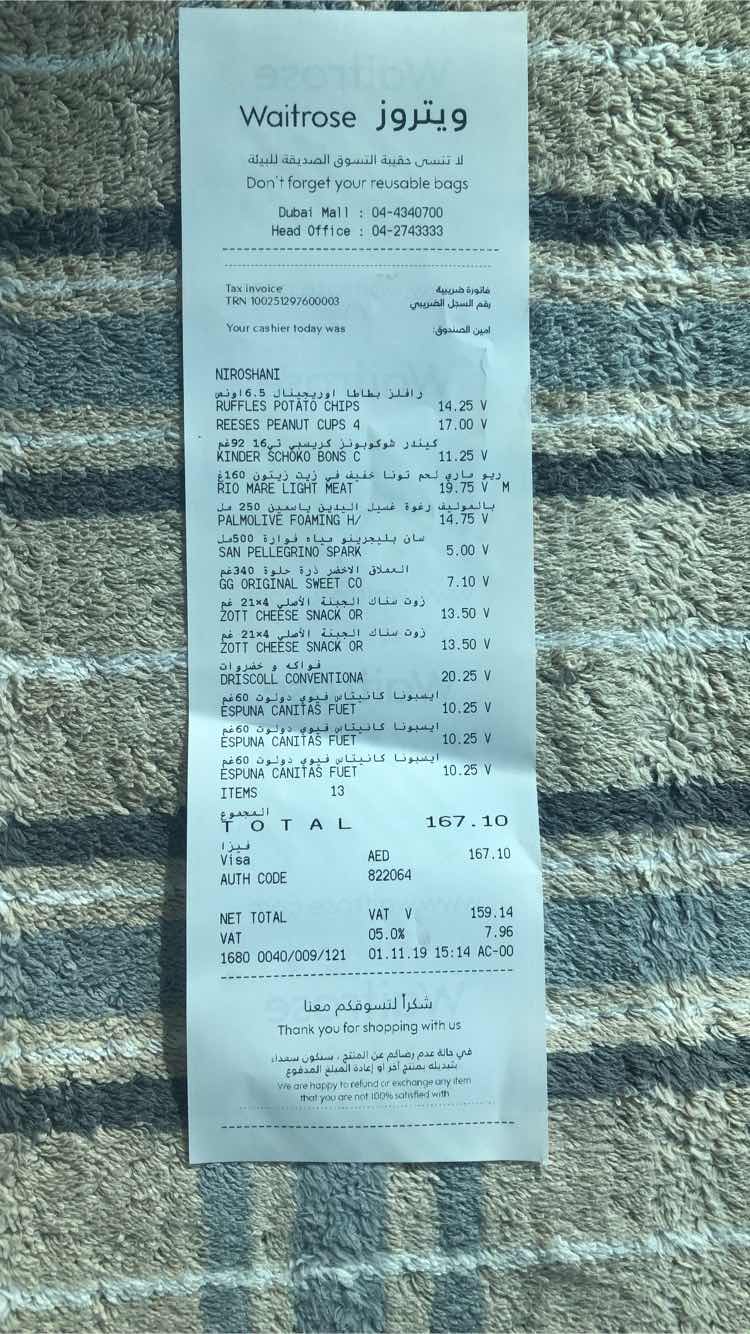 Waitrose ويتروز
لا تنسى حقيبة التسوق الصديقة للبيئة
Don't forget your reusable bags
Dubai Mall : 04-4340700
Head Office : 04-2743333
Tax invoice فاتورة ضريبية
TRN 100251297600003 رقم السجل الضريبي
Your cashier today was امين الصندوق:
NIROSHANI
رافلز بطاطا اوريجينال 6.5اونص
RUFFLES POTATO CHIPS 14.25 V
REESES PEANUT CUPS 4 17.00 V
كيندر شوكوبونز كريسبي تي16 92غم
KINDER SCHOKO BONS C 11.25 V
ريو ماري لحم تونا خفيف في زيت زيتون 160غ
RIO MARE LIGHT MEAT 19.75 V M
بالموليف رغوة غسيل اليدين ياسمين 250 مل
PALMOLIVE FOAMING H/ 14.75 V
سان بليجرينو مياه فوارة 500مل
SAN PELLEGRINO SPARK 5.00 V
العملاق الاخضر ذرة حلوة 340غم
GG ORIGINAL SWEET CO 7.10 V
زوت سناك الجبنة الأصلي 4×21 غم
ZOTT CHEESE SNACK OR 13.50 V
زوت سناك الجبنة الأصلي 4×21 غم
ZOTT CHEESE SNACK OR 13.50 V
فواكه و خضروات
DRISCOLL CONVENTIONA 20.25 V
ايسبونا كانيتاس فيوي دولوت 60غم
ESPUNA CANITAS FUET 10.25 V
ايسبونا كانيتاس فيوي دولوت 60غم
ESPUNA CANITAS FUET 10.25 V
ايسبونا كانيتاس فيوي دولوت 60غم
ESPUNA CANITAS FUET 10.25 V
ITEMS 13
المجموع
TOTAL 167.10
فيزا
Visa AED 167.10
AUTH CODE 822064
NET TOTAL VAT V 159.14
VAT 05.0% 7.96
1680 0040/009/121 01.11.19 15:14 AC-00
شكراً لتسوقكم معنا
Thank you for shopping with us
في حالة عدم رضائكم عن المنتج ، سنكون سعداء
بتبديله بمنتج آخر أو إعادة المبلغ المدفوع
We are happy to refund or exchange any item
that you are not 100% satisfied with